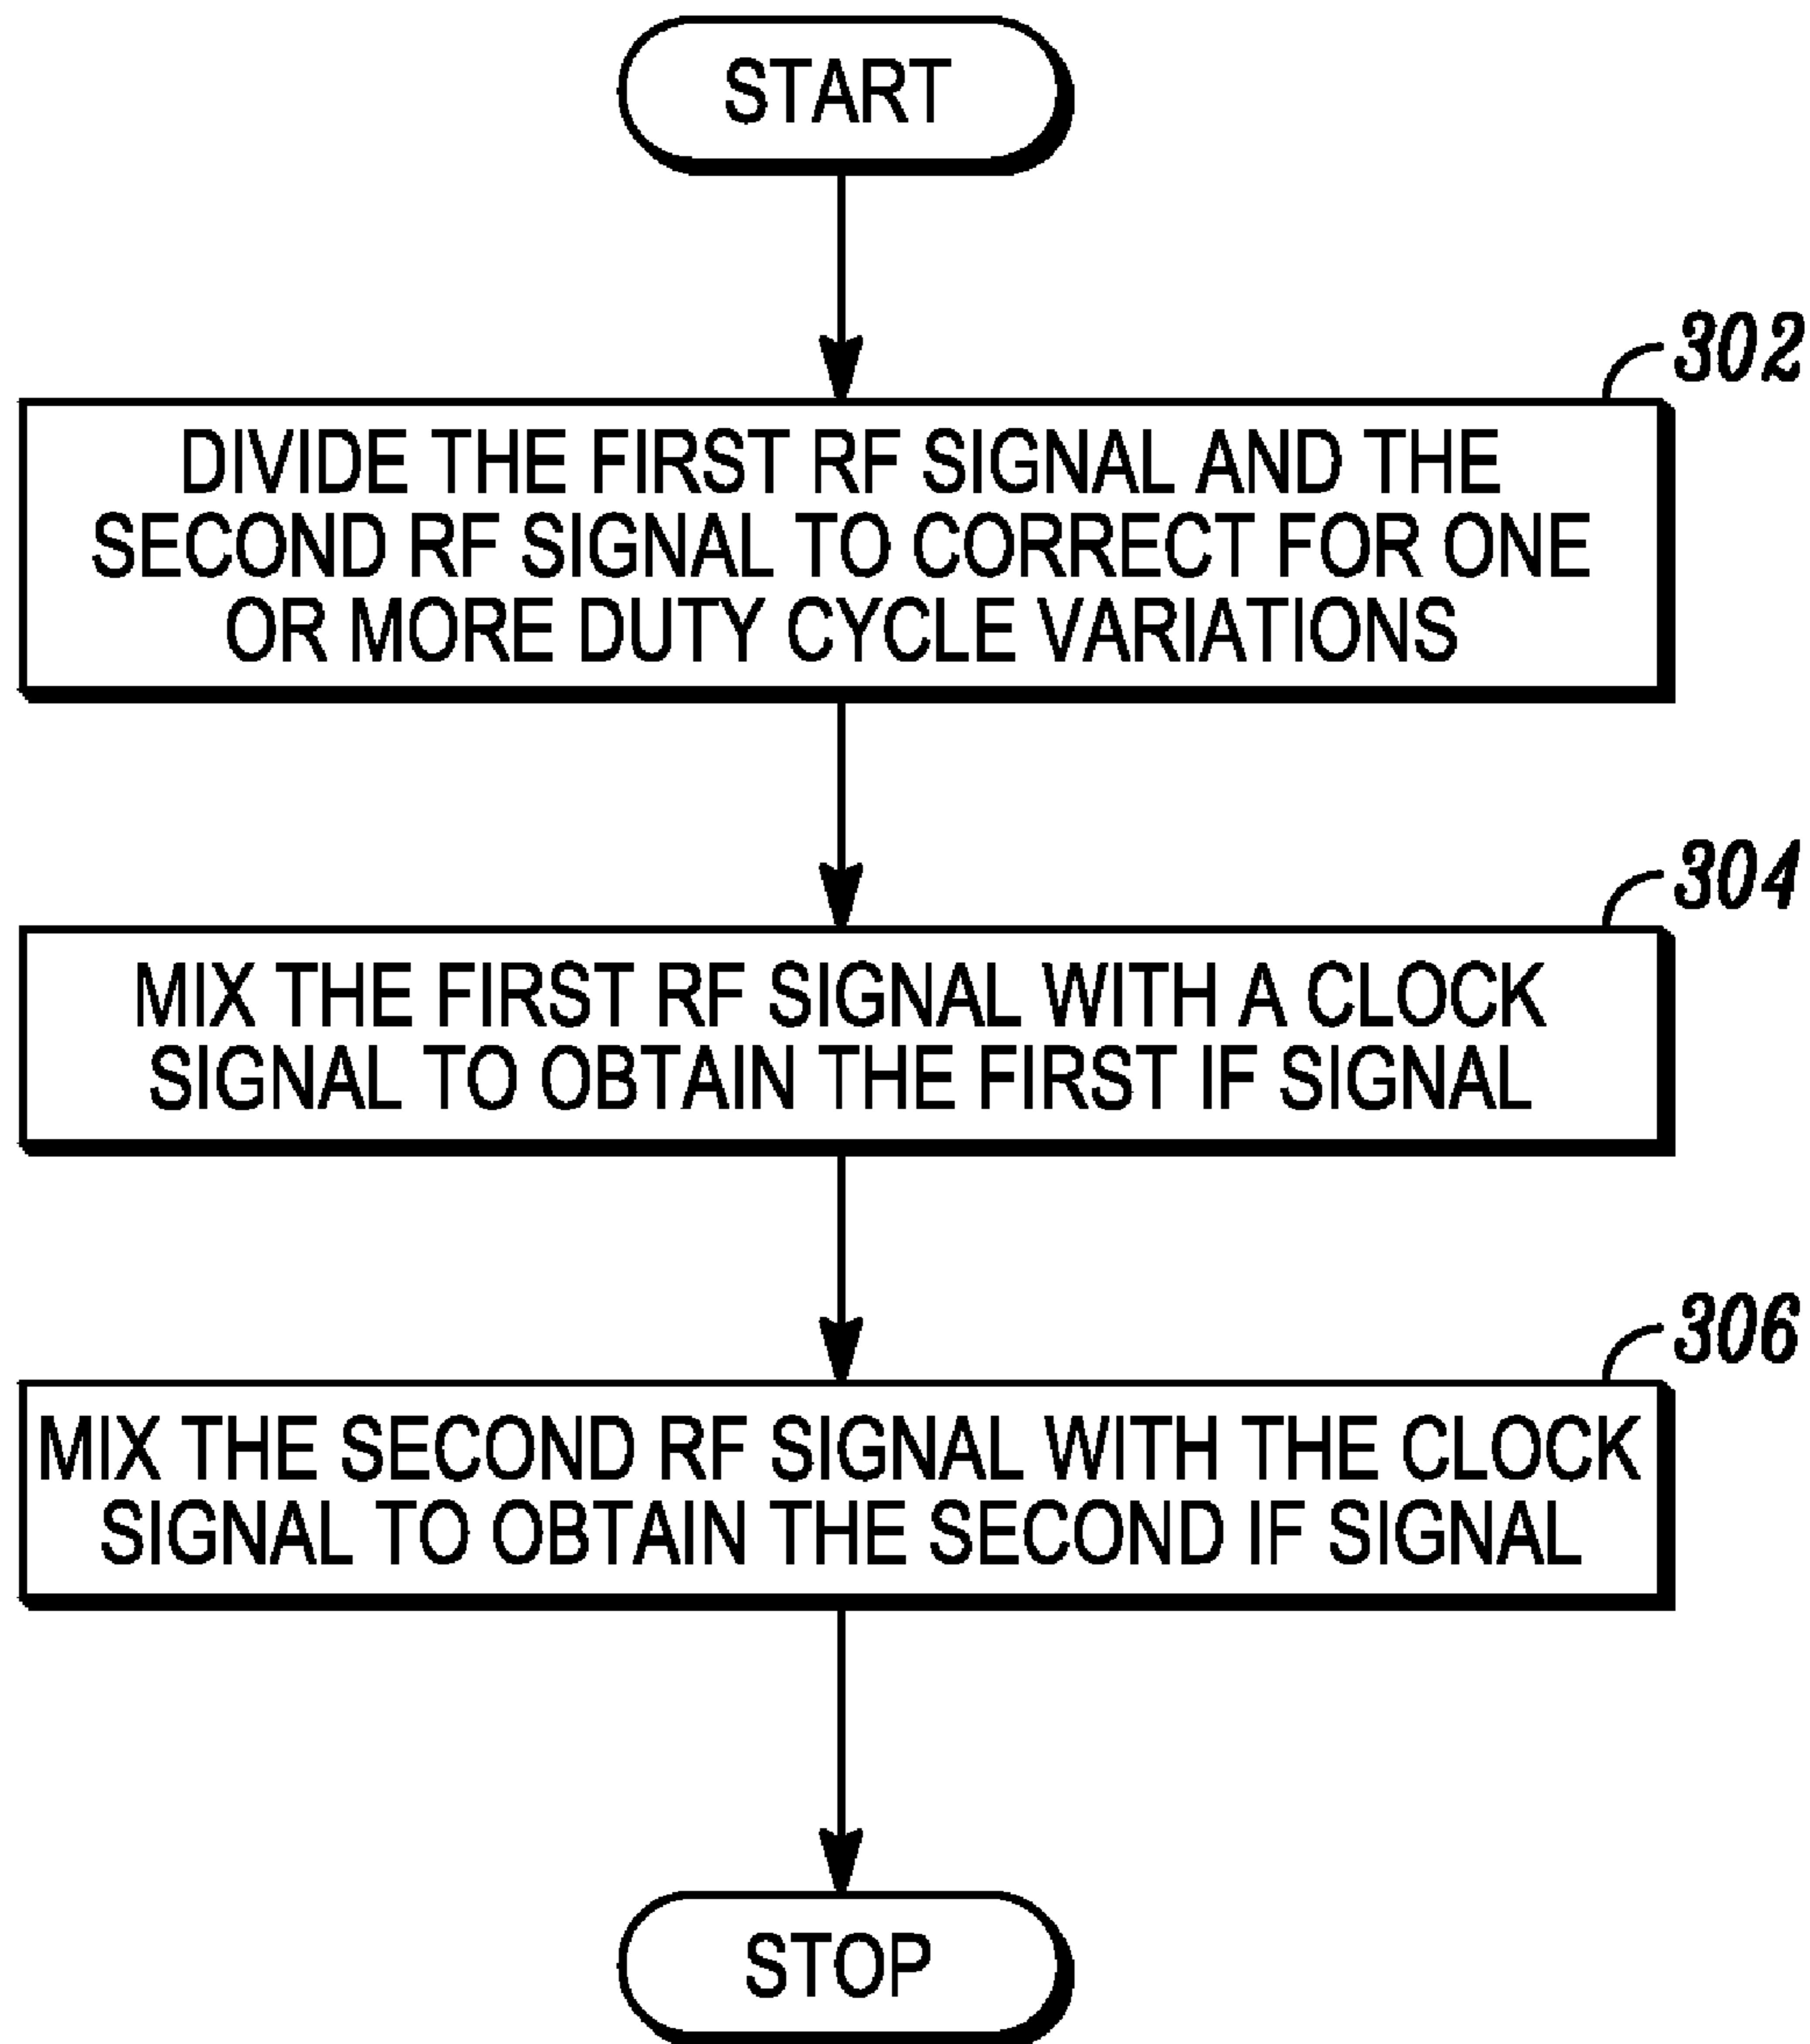 START
302
DIVIDE THE FIRST RF SIGNAL AND THE
SECOND RF SIGNAL TO CORRECT FOR ONE
OR MORE DUTY CYCLE VARIATIONS
304
MIX THE FIRST RF SIGNAL WITH A CLOCK
SIGNAL TO OBTAIN THE FIRST IF SIGNAL
306
MIX THE SECOND RF SIGNAL WITH THE CLOCK
SIGNAL TO OBTAIN THE SECOND IF SIGNAL
STOP